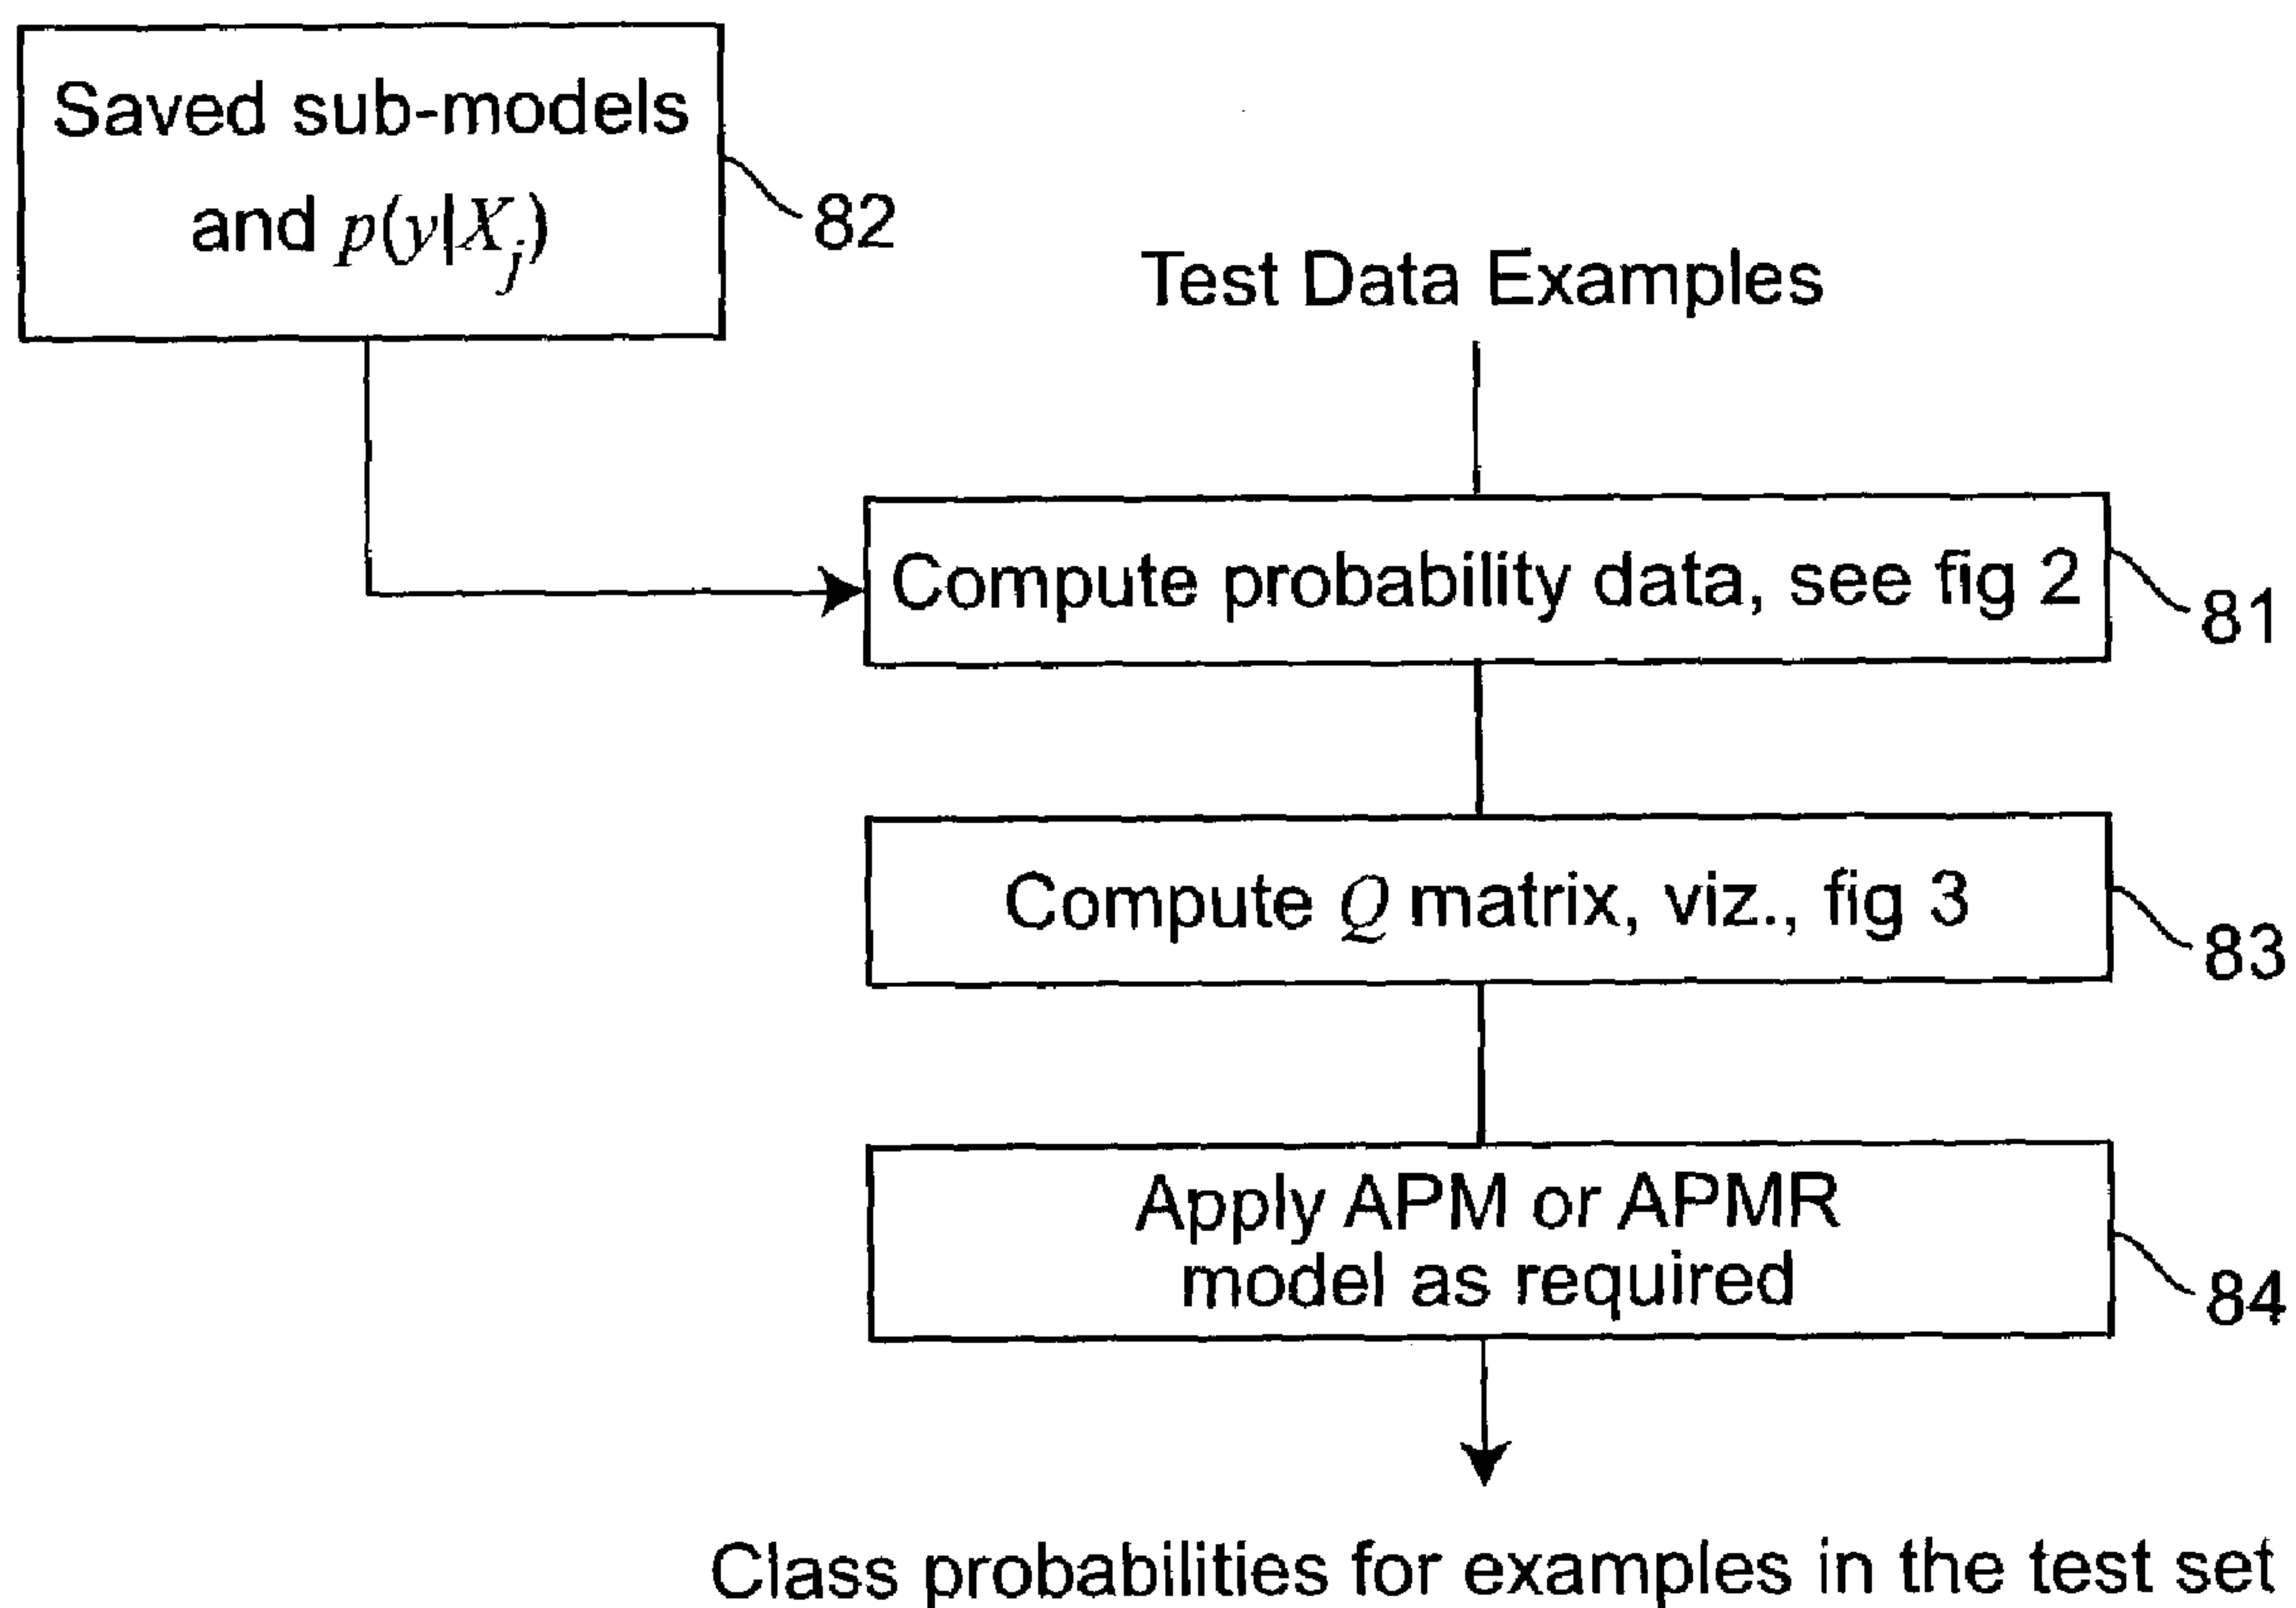 Saved sub-models
and p(y|X_j)
82
Test Data Examples
Compute probability data, see fig 2
81
Compute Q matrix, viz., fig 3
83
Apply APM or APMR
model as required
84
Class probabilities for examples in the test set